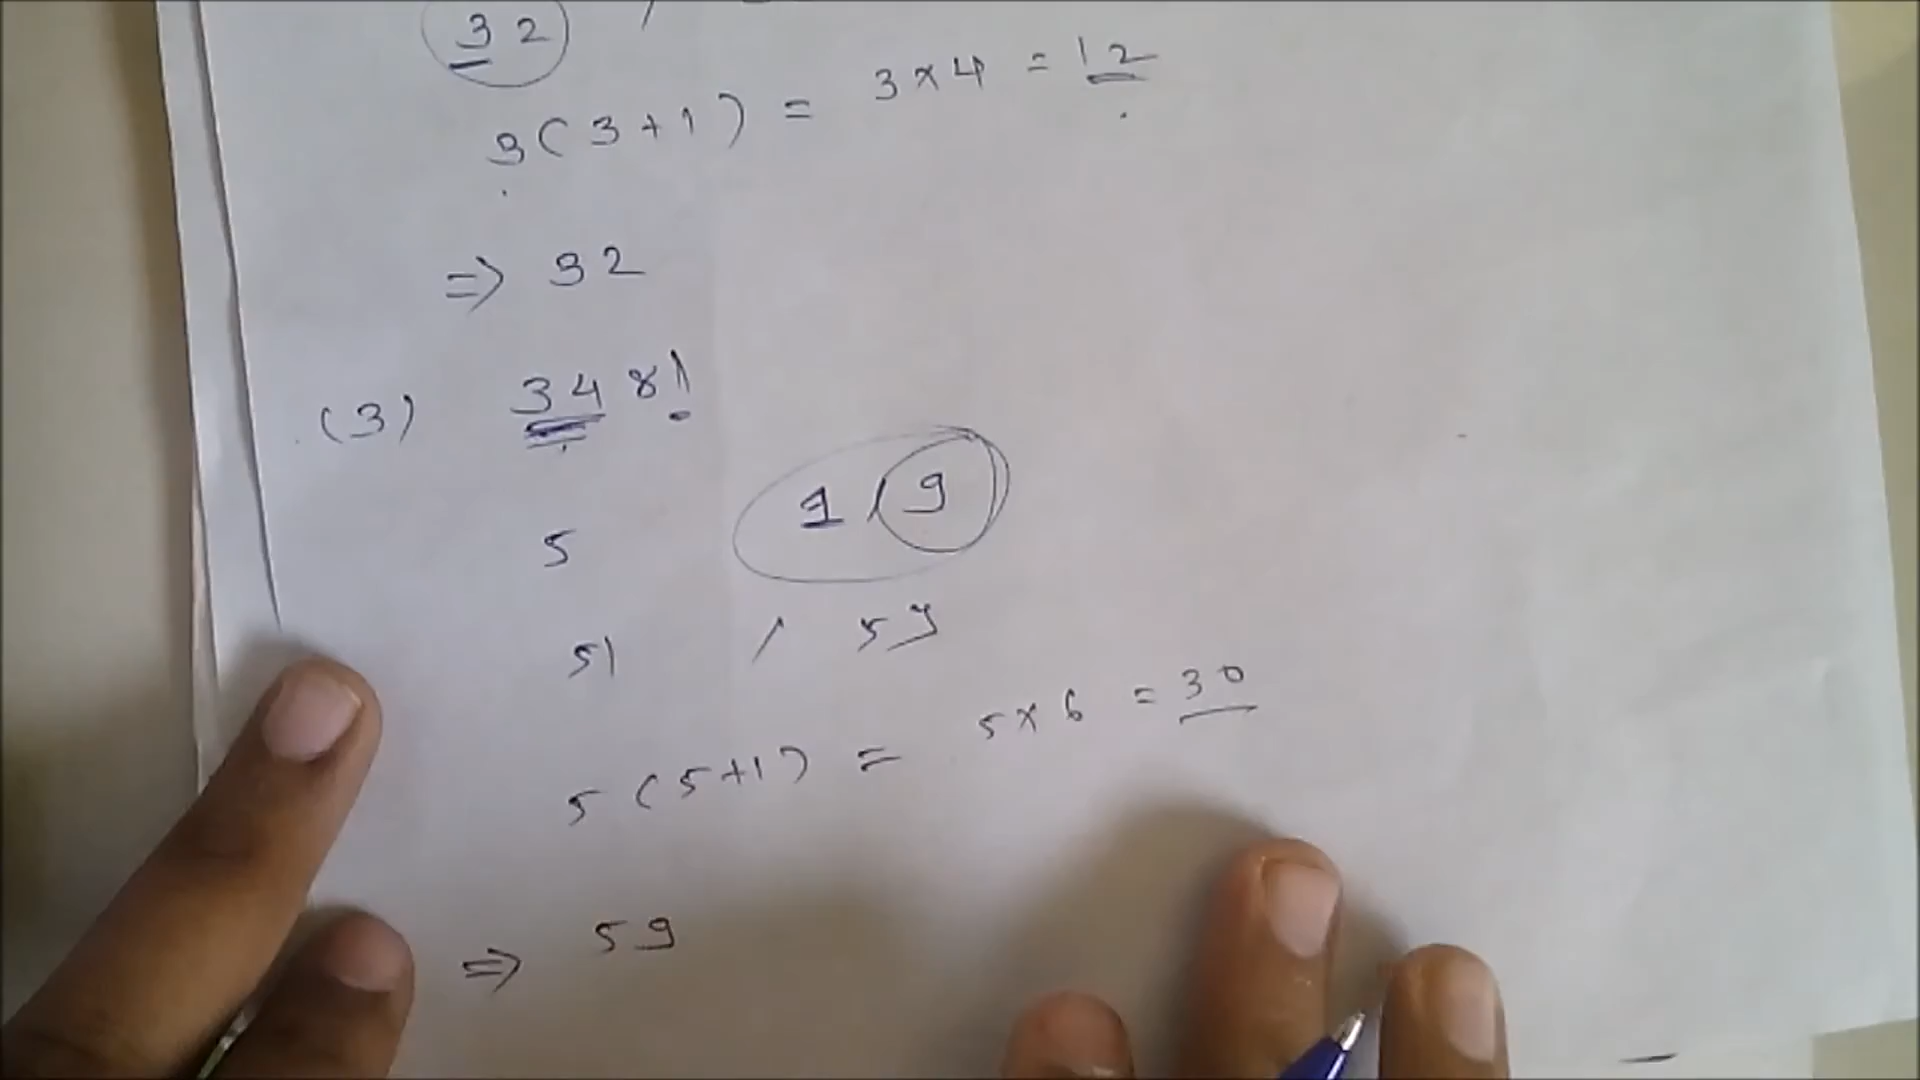 32 /
3(3+1) = 3×4 = 12
=> 32
(3) 3481
5 1, 9
51 / 59
5(5+1) = 5×6 = 30
=> 59